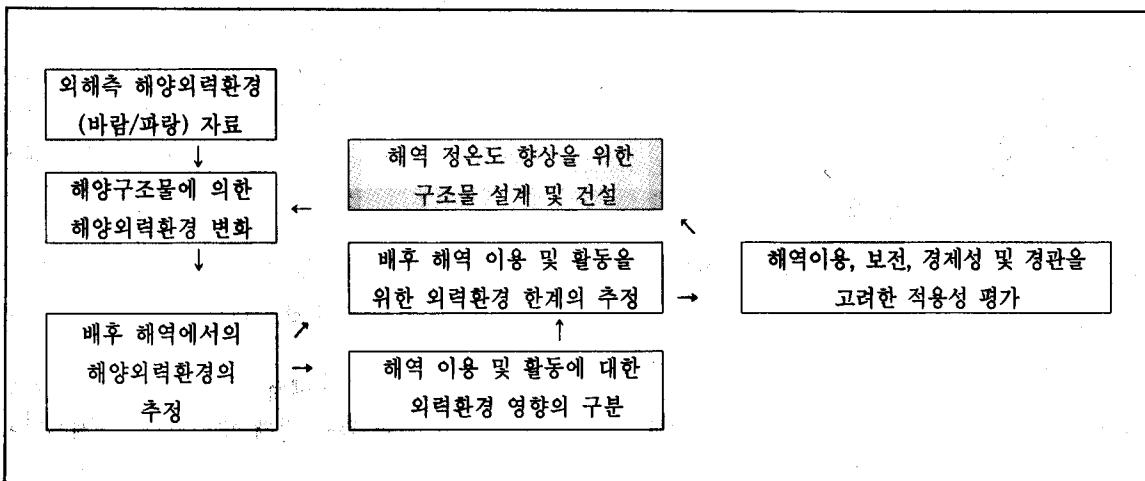 외해측 해양외력환경
(바람/파랑) 자료
↓
해양구조물에 의한
해양외력환경 변화
←
↓
해역 정온도 향상을 위한
구조물 설계 및 건설
↖
배후 해역 이용 및 활동을
위한 외력환경 한계의 추정
→
해역이용, 보전, 경제성 및 경관을
고려한 적용성 평가
배후 해역에서의
해양외력환경의
추정
↗
→
↑
해역 이용 및 활동에 대한
외력환경 영향의 구분